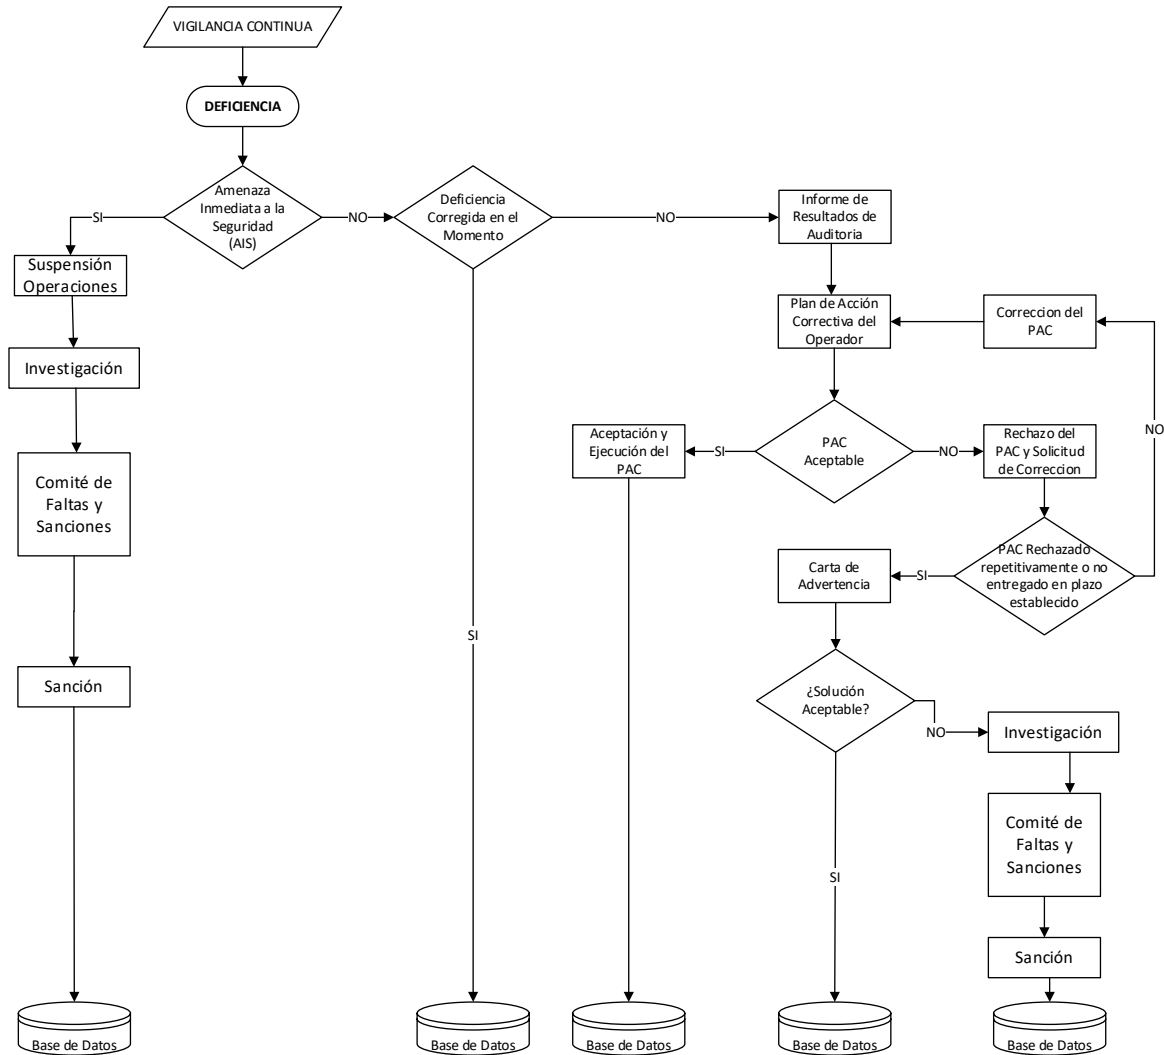 VIGILANCIA CONTINUA
DEFICIENCIA
Amenaza
Inmediata a la
Seguridad
(AIS)
SI
NO
Deficiencia
Corregida en el
Momento
NO
Informe de
Resultados de
Auditoria
Suspensión
Operaciones
Plan de Acción
Correctiva del
Operador
Correccion del
PAC
Investigación
Aceptación y
Ejecución del
PAC
SI
PAC
Aceptable
NO
Rechazo del
PAC y Solicitud
de Correccion
NO
Comité de
Faltas y
Sanciones
Carta de
Advertencia
SI
PAC Rechazado
repetitivamente o no
entregado en plazo
establecido
SI
Sanción
¿Solución
Aceptable?
NO
Investigación
Comité de
Faltas y
Sanciones
SI
Sanción
Base de Datos
Base de Datos
Base de Datos
Base de Datos
Base de Datos